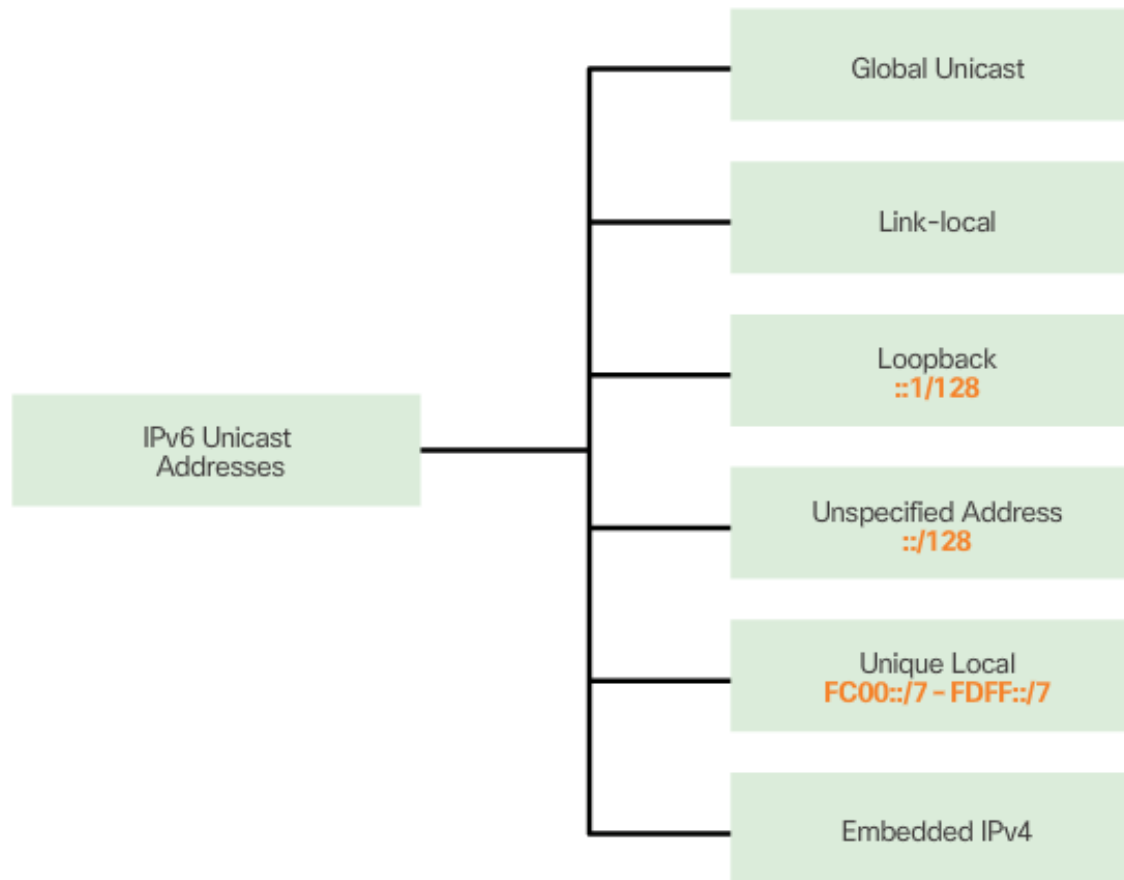 Global Unicast
Link-local
Loopback
::1/128
IPv6 Unicast
Addresses
Unspecified Address
::/128
Unique Local
FC00::/7 - FDFF::/7
Embedded IPv4